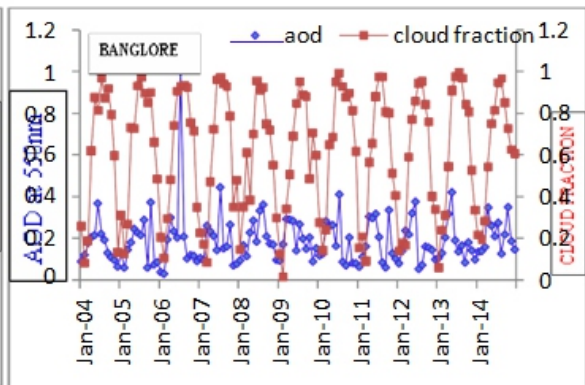 BANGLORE
aod
cloud fraction
1.2
1
0.8
0.6
0.4
0.2
0
AOD at 550nm
1.2
1
0.8
0.6
0.4
0.2
0
CLOUD FRACTION
Jan-04
Jan-05
Jan-06
Jan-07
Jan-08
Jan-09
Jan-10
Jan-11
Jan-12
Jan-13
Jan-14